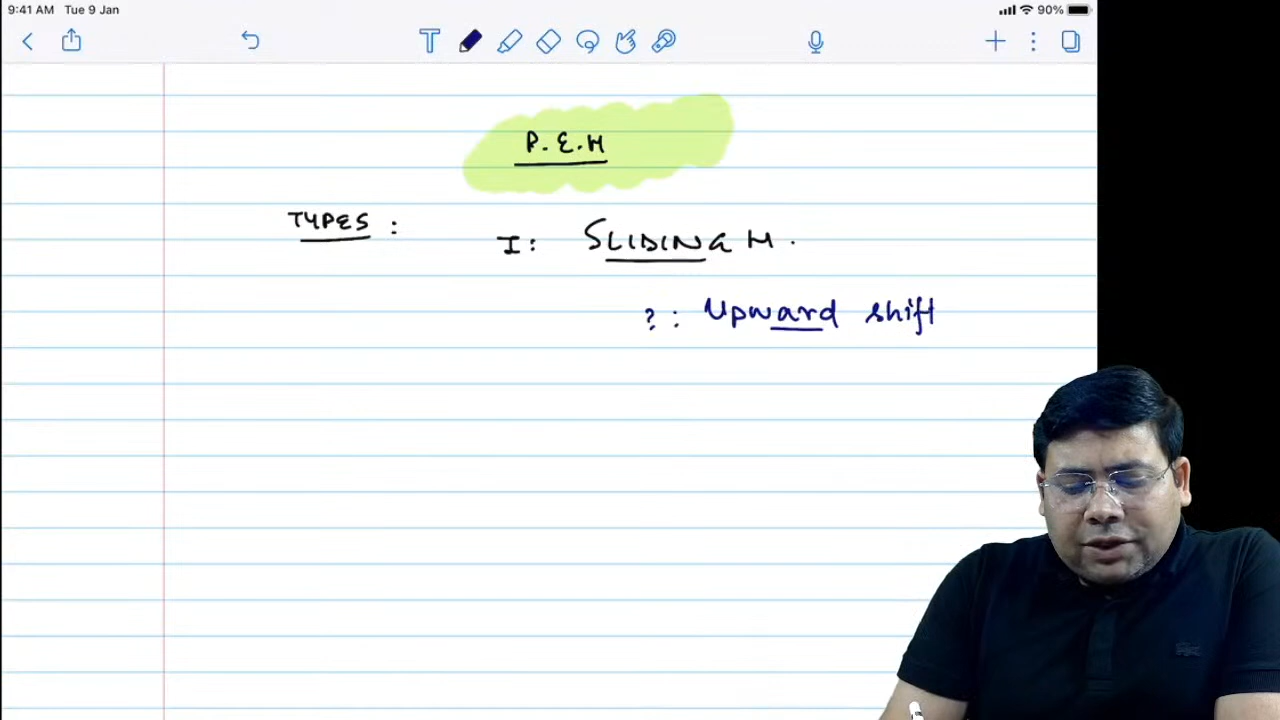 9:41 AM Tue 9 Jan
90%
P.E.H
TYPES : I: SLIDING H.
? : Upward shift